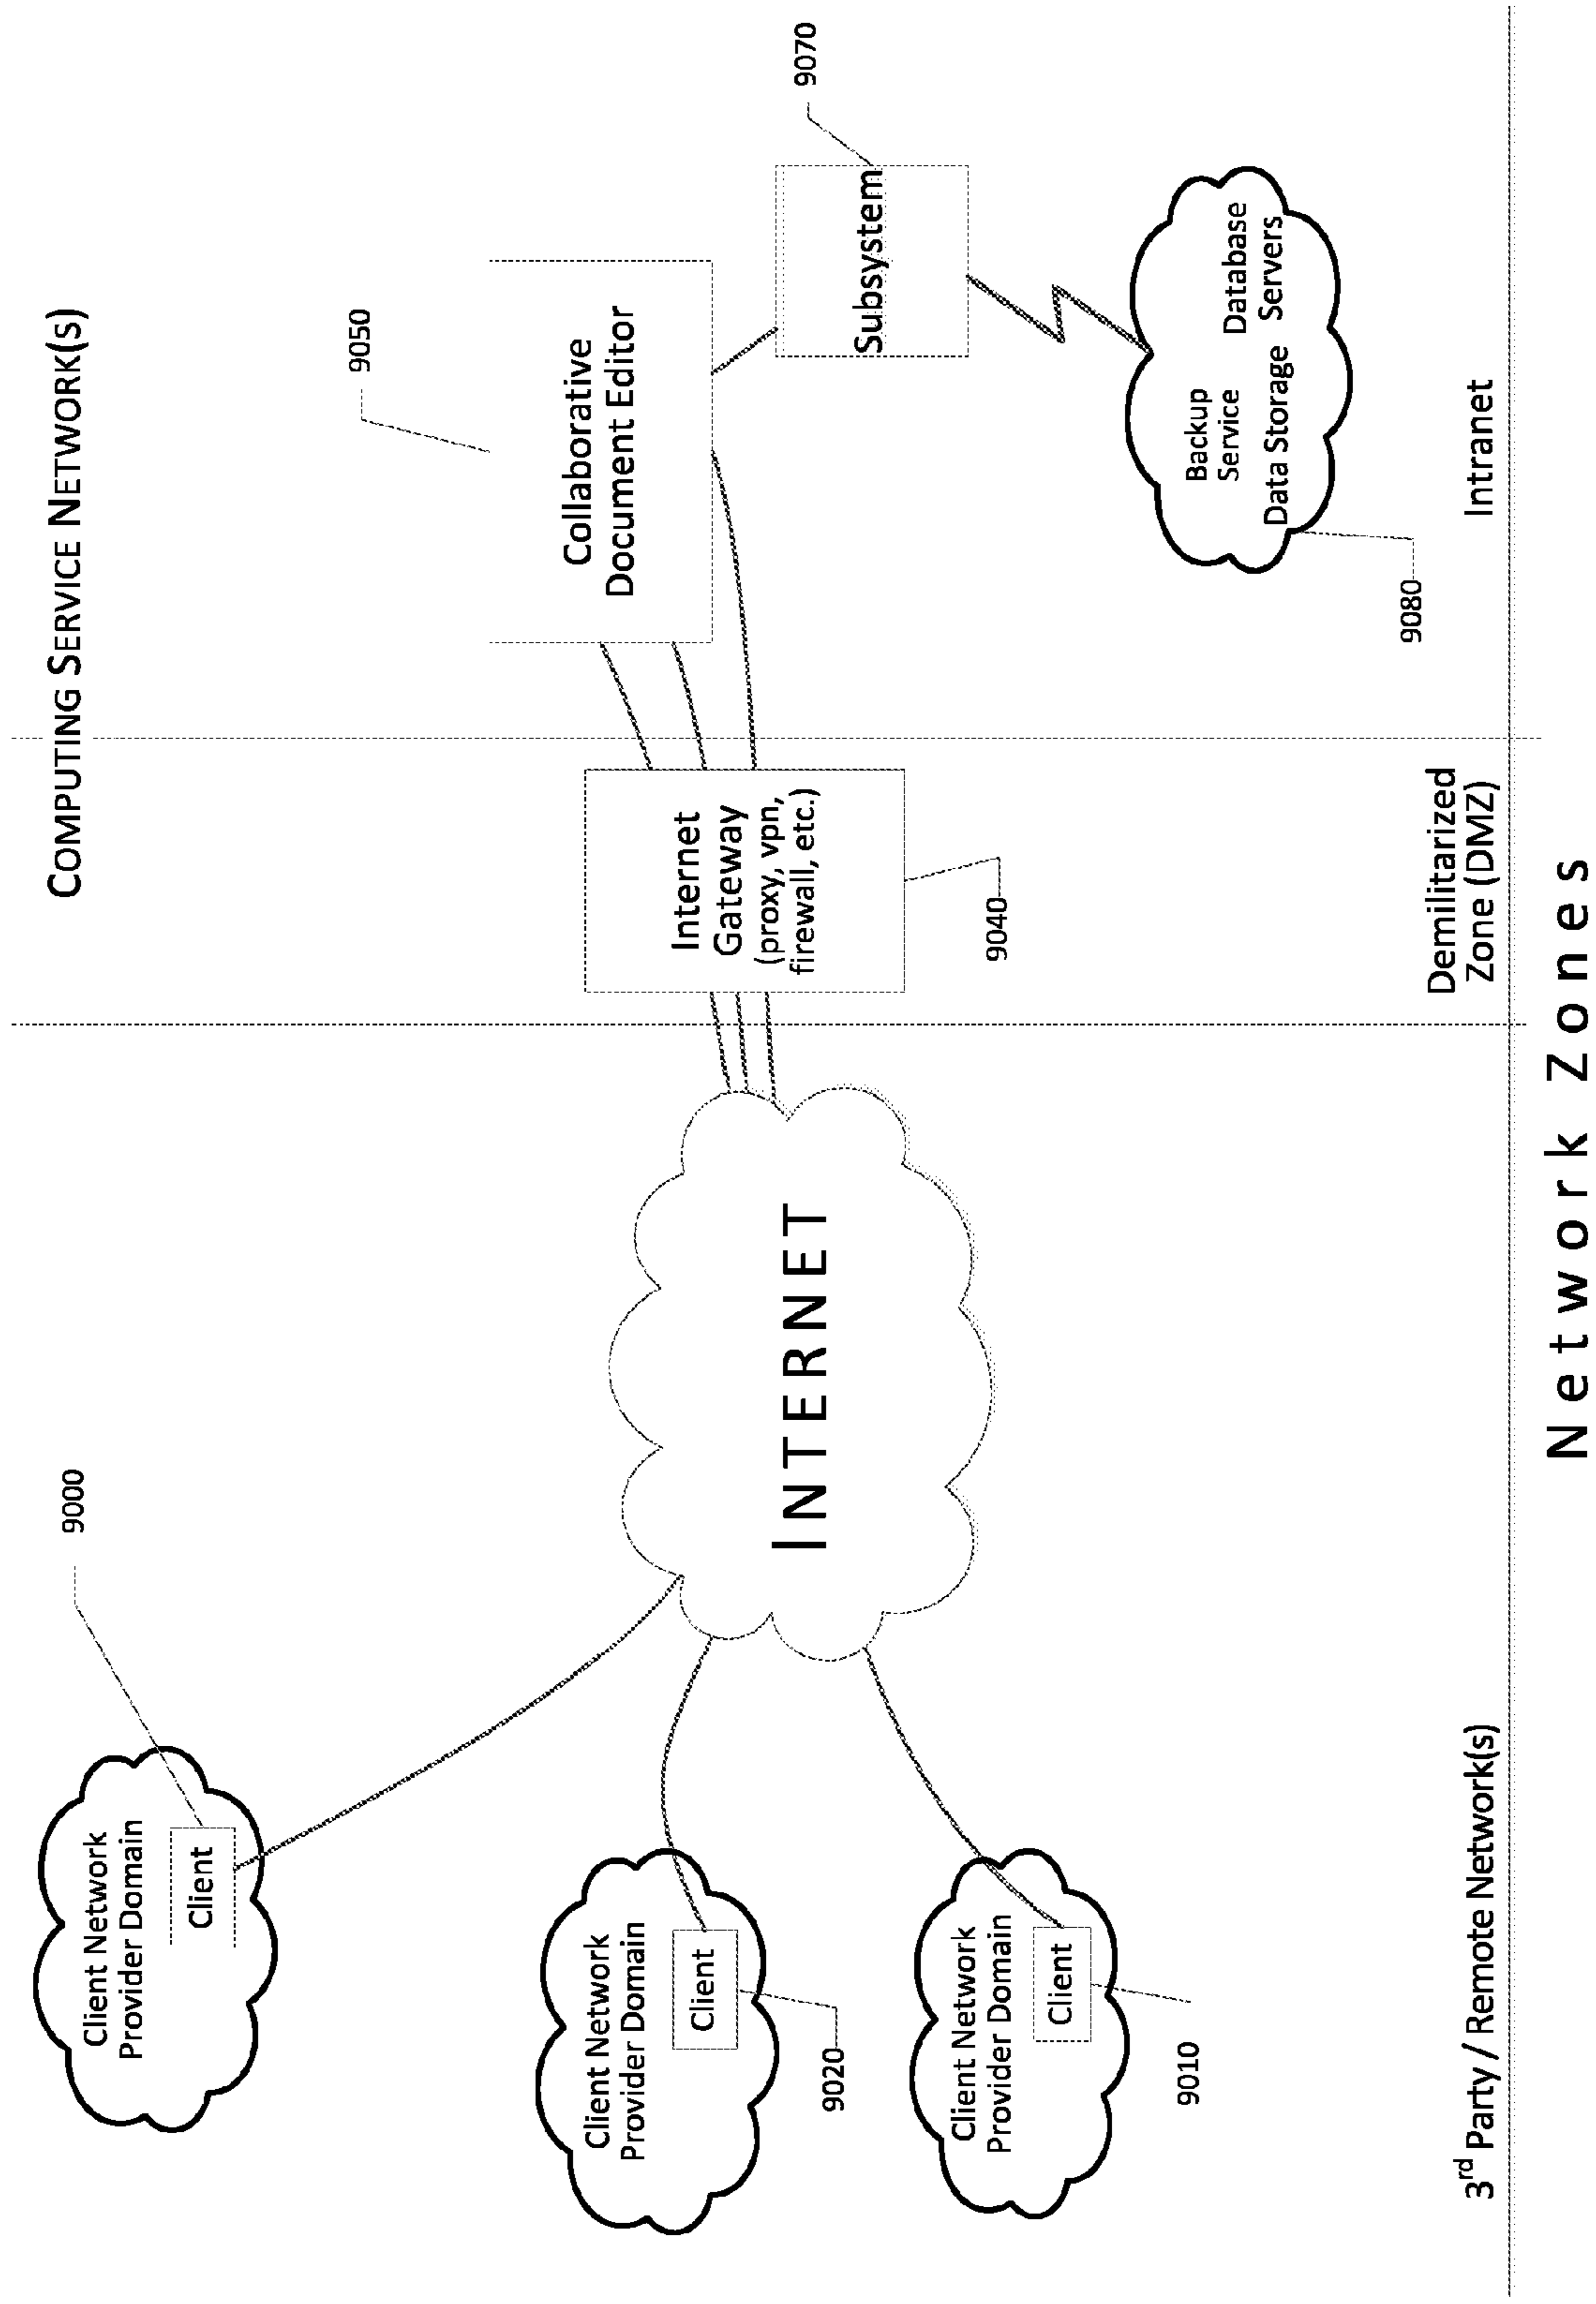 COMPUTING SERVICE NETWORK(S)
9000
Client Network
Provider Domain
Client
Client Network
Provider Domain
Client
9020
Client Network
Provider Domain
Client
9010
INTERNET
Internet
Gateway
(proxy, vpn,
firewall, etc.)
9040
9050
Collaborative
Document Editor
9070
Subsystem
Backup
Service
Data Storage
Database
Servers
9080
3rd Party / Remote Network(s)
Demilitarized
Zone (DMZ)
Intranet
Network Zones